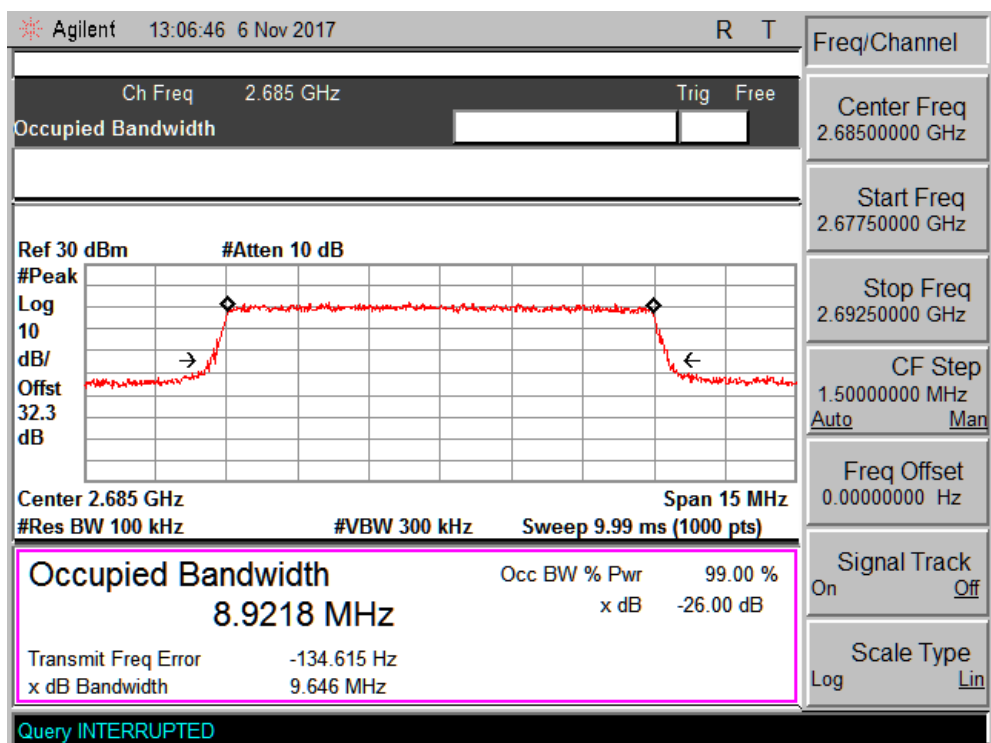 Agilent 13:06:46 6 Nov 2017 R T
Ch Freq 2.685 GHz Trig Free
Occupied Bandwidth
Ref 30 dBm #Atten 10 dB
#Peak
Log
10
dB/
Offst
32.3
dB
Center 2.685 GHz Span 15 MHz
#Res BW 100 kHz #VBW 300 kHz Sweep 9.99 ms (1000 pts)
Occupied Bandwidth Occ BW % Pwr 99.00 %
8.9218 MHz x dB -26.00 dB
Transmit Freq Error -134.615 Hz
x dB Bandwidth 9.646 MHz
Query INTERRUPTED
Freq/Channel
Center Freq
2.68500000 GHz
Start Freq
2.67750000 GHz
Stop Freq
2.69250000 GHz
CF Step
1.50000000 MHz
Auto Man
Freq Offset
0.00000000 Hz
Signal Track
On Off
Scale Type
Log Lin